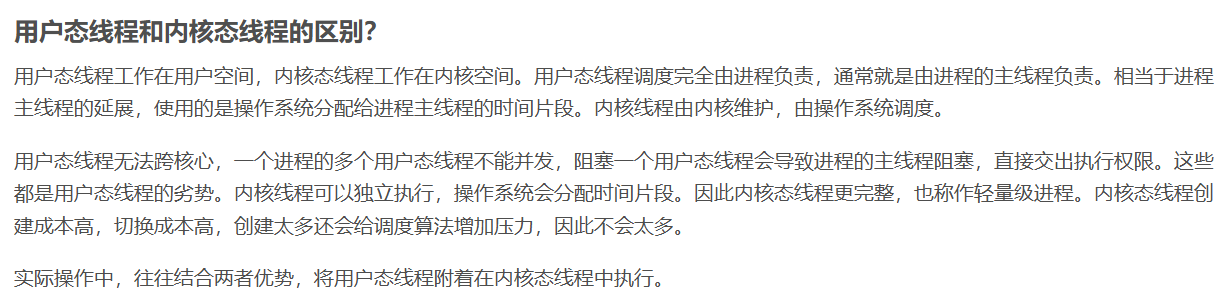 用户态线程和内核态线程的区别？
用户态线程工作在用户空间，内核态线程工作在内核空间。用户态线程调度完全由进程负责，通常就是由进程的主线程负责。相当于进程
主线程的延展，使用的是操作系统分配给进程主线程的时间片段。内核线程由内核维护，由操作系统调度。
用户态线程无法跨核心，一个进程的多个用户态线程不能并发，阻塞一个用户态线程会导致进程的主线程阻塞，直接交出执行权限。这些
都是用户态线程的劣势。内核线程可以独立执行，操作系统会分配时间片段。因此内核态线程更完整，也称作轻量级进程。内核态线程创
建成本高，切换成本高，创建太多还会给调度算法增加压力，因此不会太多。
实际操作中，往往结合两者优势，将用户态线程附着在内核态线程中执行。